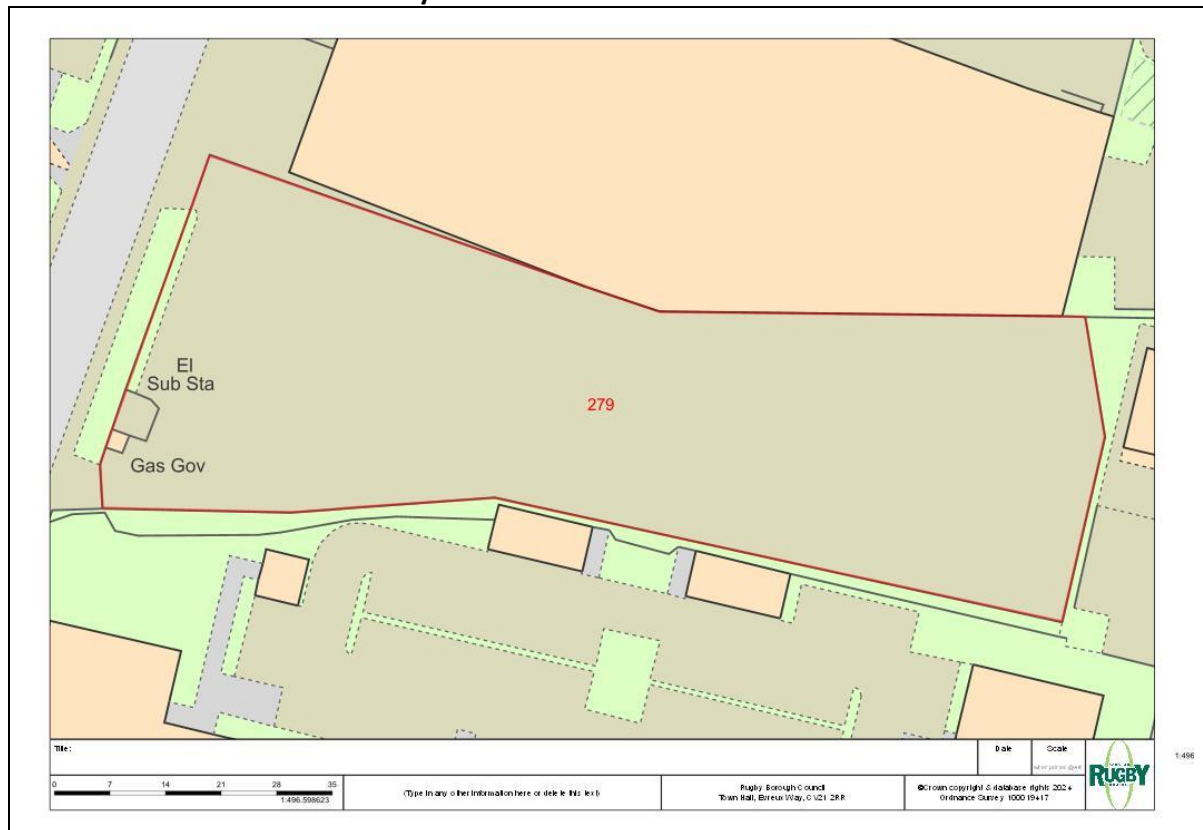 El
Sub Sta
279
Gas Gov
Title:
Date
Scale
1:496
0 7 14 21 28 35
1:496.598623
(Type in any other information here or delete this text)
Rugby Borough Council
Town Hall, Evreux Way, CV21 2RR
©Crown copyright & database rights 2024
Ordnance Survey 100019417
RUGBY